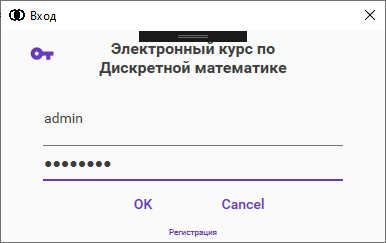 Вход
Электронный курс по
Дискретной математике
admin
●●●●●●●●
OK Cancel
Регистрация